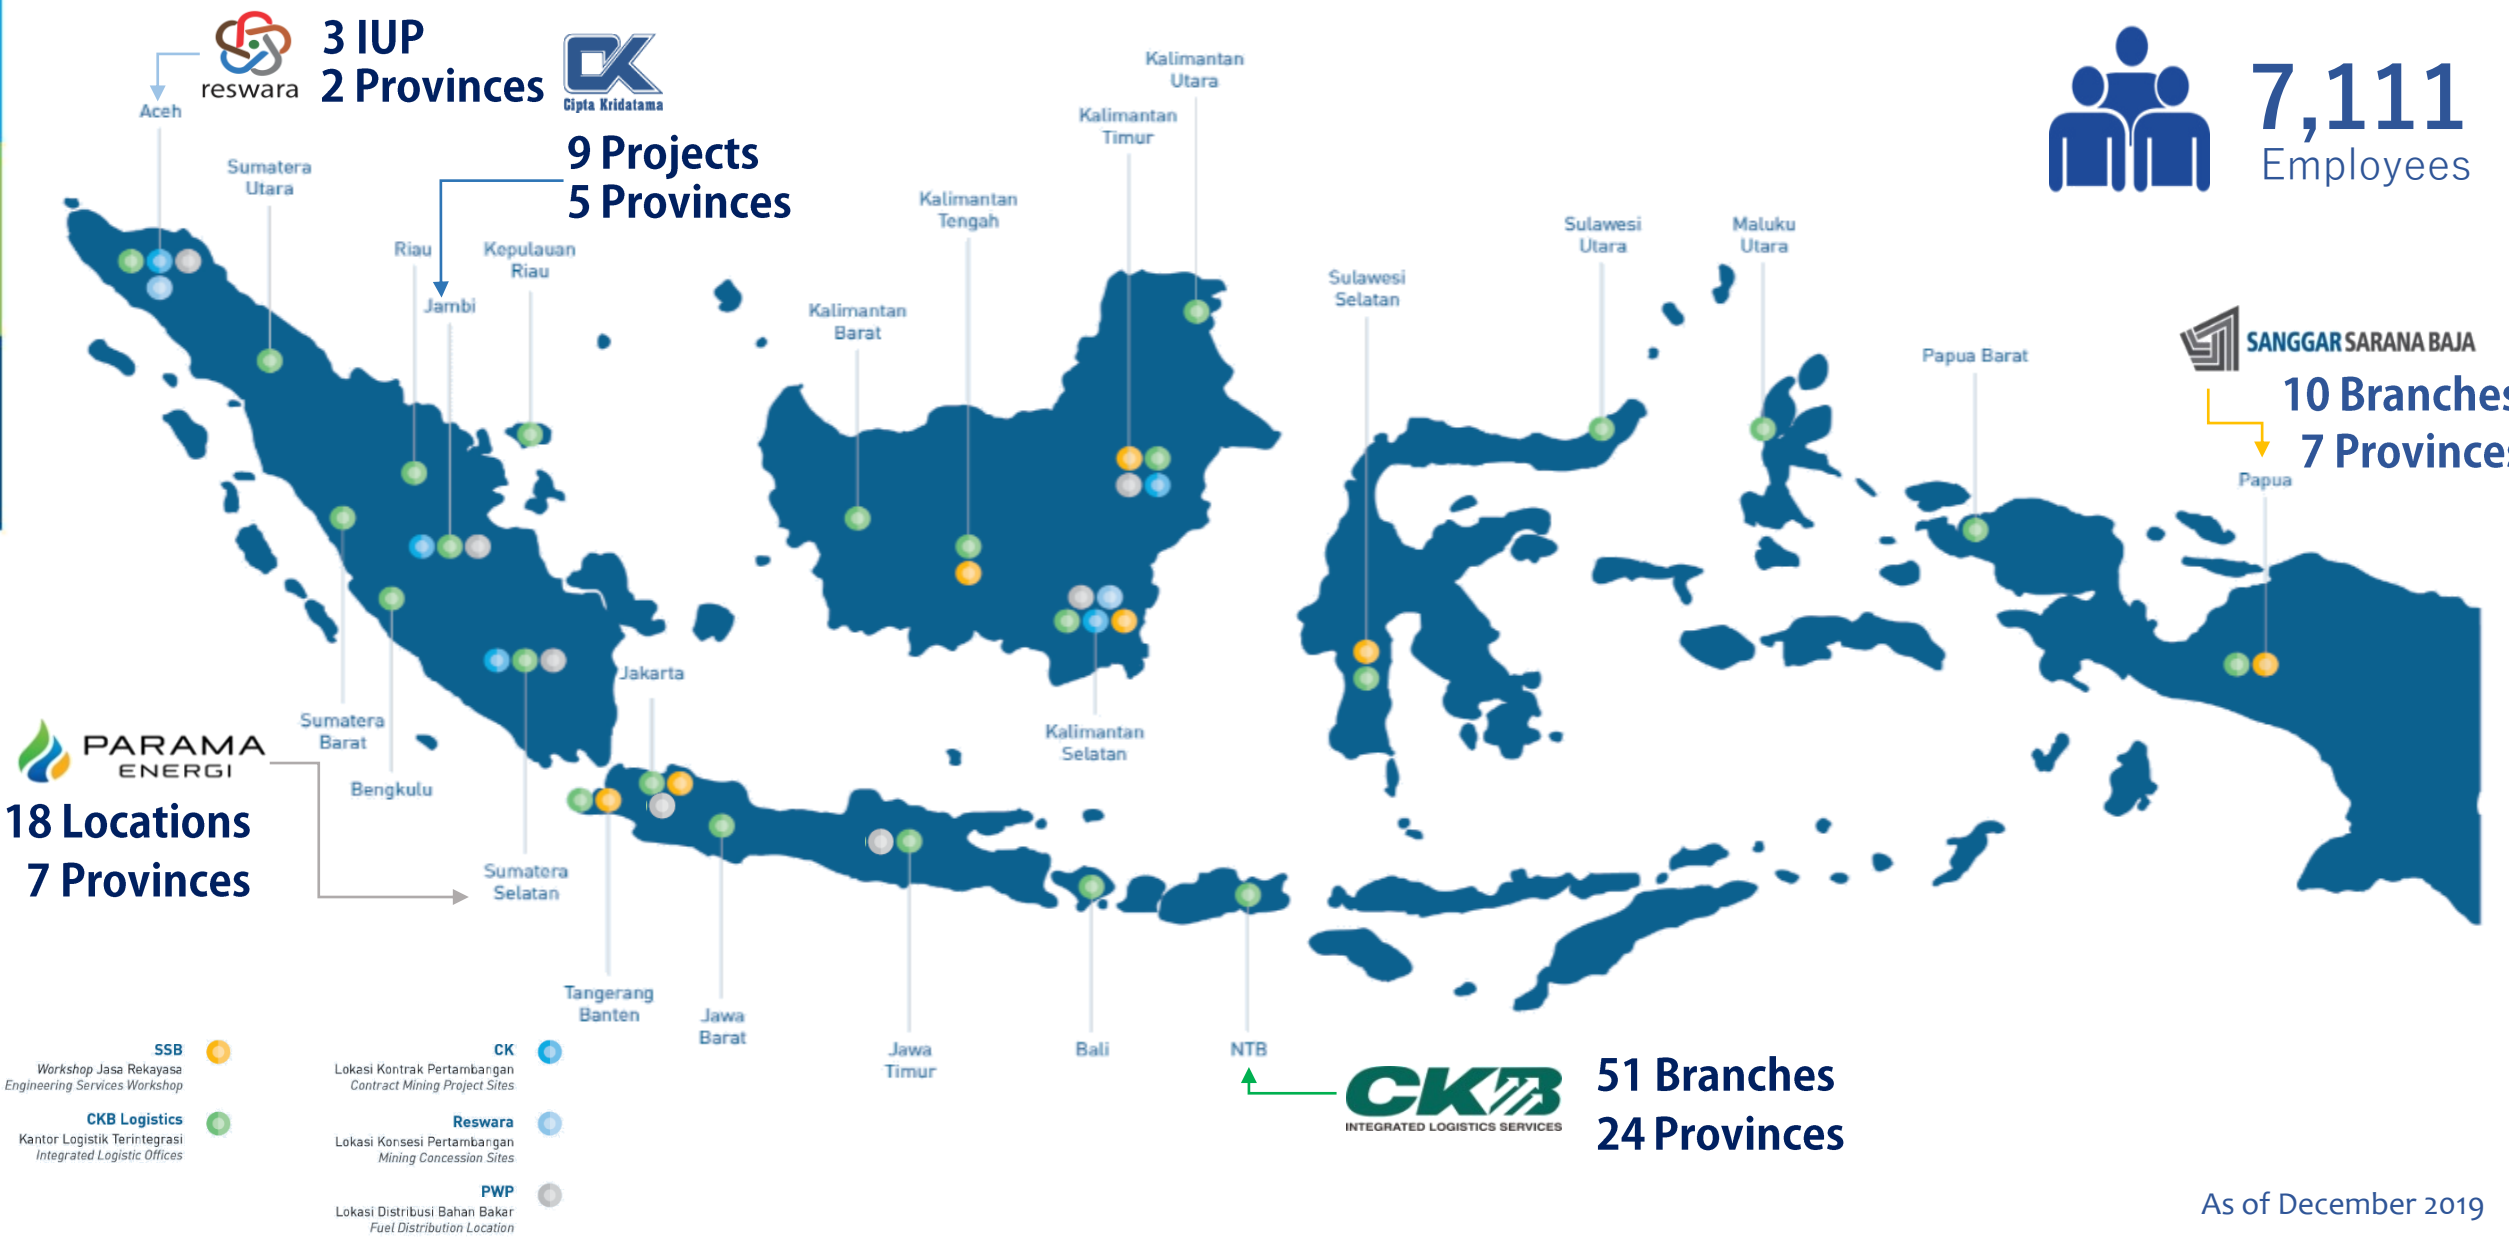 reswara
3 IUP
2 Provinces
CK
Cipta Kridatama
9 Projects
5 Provinces
7,111
Employees
Aceh
Sumatera
Utara
Riau
Jambi
Kepulauan
Riau
Kalimantan
Barat
Kalimantan
Tengah
Kalimantan
Timur
Kalimantan
Utara
Sulawesi
Selatan
Sulawesi
Utara
Maluku
Utara
Papua Barat
SANGGAR SARANA BAJA
10 Branches
7 Provinces
Papua
Sumatera
Barat
Bengkulu
Jakarta
Kalimantan
Selatan
PARAMA
ENERGI
18 Locations
7 Provinces
Sumatera
Selatan
Tangerang
Banten
Jawa
Barat
Jawa
Timur
Bali
NTB
CKB
INTEGRATED LOGISTICS SERVICES
51 Branches
24 Provinces
SSB
Workshop Jasa Rekayasa
Engineering Services Workshop
CKB Logistics
Kantor Logistik Terintegrasi
Integrated Logistic Offices
CK
Lokasi Kontrak Pertambangan
Contract Mining Project Sites
Reswara
Lokasi Konsesi Pertambangan
Mining Concession Sites
PWP
Lokasi Distribusi Bahan Bakar
Fuel Distribution Location
As of December 2019